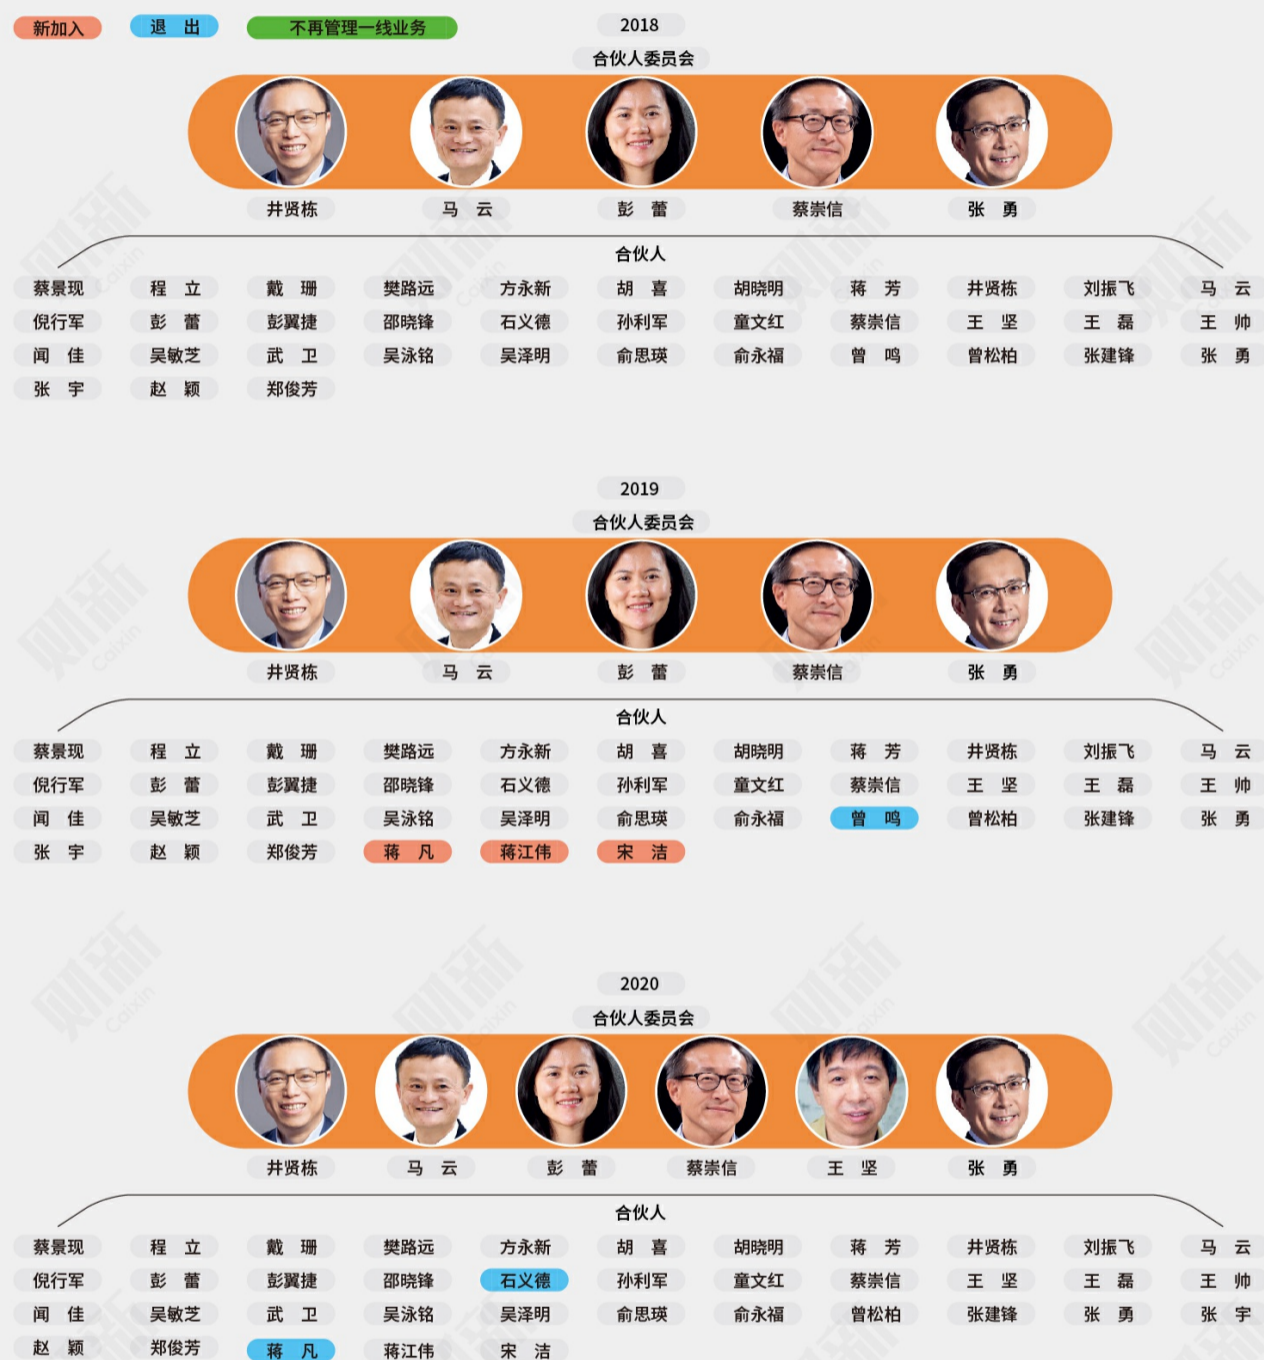 新加入 退 出 不再管理一线业务 2018
合伙人委员会
井贤栋 马 云 彭 蕾 蔡崇信 张 勇
合伙人
蔡景现 程 立 戴 珊 樊路远 方永新 胡 喜 胡晓明 蒋 芳 井贤栋 刘振飞 马 云
倪行军 彭 蕾 彭翼捷 邵晓锋 石义德 孙利军 童文红 蔡崇信 王 坚 王 磊 王 帅
闻 佳 吴敏芝 武 卫 吴泳铭 吴泽明 俞思瑛 俞永福 曾 鸣 曾松柏 张建锋 张 勇
张 宇 赵 颖 郑俊芳
2019
合伙人委员会
井贤栋 马 云 彭 蕾 蔡崇信 张 勇
合伙人
蔡景现 程 立 戴 珊 樊路远 方永新 胡 喜 胡晓明 蒋 芳 井贤栋 刘振飞 马 云
倪行军 彭 蕾 彭翼捷 邵晓锋 石义德 孙利军 童文红 蔡崇信 王 坚 王 磊 王 帅
闻 佳 吴敏芝 武 卫 吴泳铭 吴泽明 俞思瑛 俞永福 曾 鸣 曾松柏 张建锋 张 勇
张 宇 赵 颖 郑俊芳 蒋 凡 蒋江伟 宋 洁
2020
合伙人委员会
井贤栋 马 云 彭 蕾 蔡崇信 王 坚 张 勇
合伙人
蔡景现 程 立 戴 珊 樊路远 方永新 胡 喜 胡晓明 蒋 芳 井贤栋 刘振飞 马 云
倪行军 彭 蕾 彭翼捷 邵晓锋 石义德 孙利军 童文红 蔡崇信 王 坚 王 磊 王 帅
闻 佳 吴敏芝 武 卫 吴泳铭 吴泽明 俞思瑛 俞永福 曾松柏 张建锋 张 勇 张 宇
赵 颖 郑俊芳 蒋 凡 蒋江伟 宋 洁
财新 Caixin